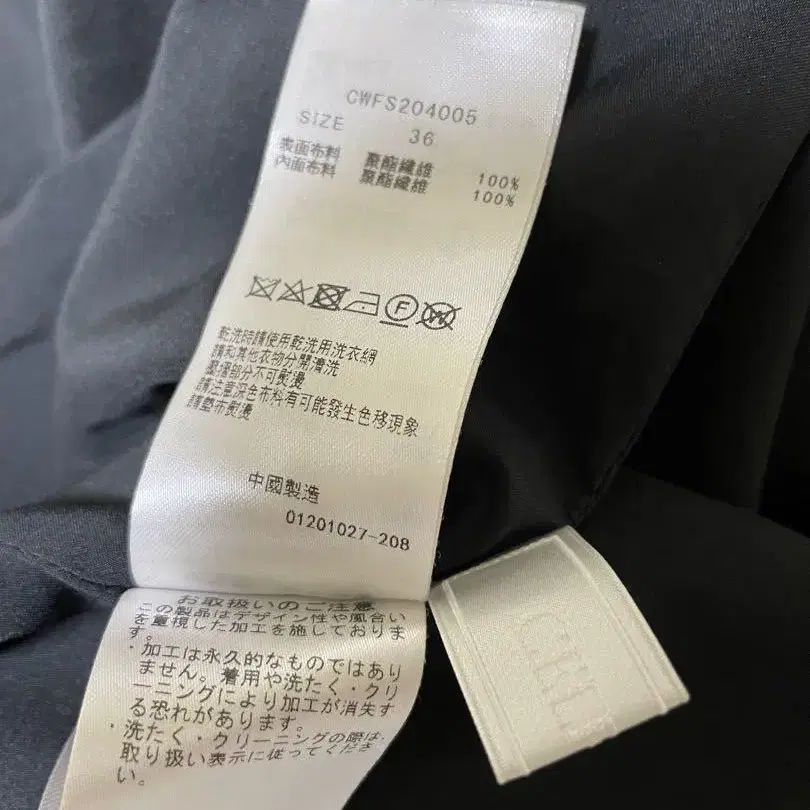 CWFS204005
SIZE 36
表面布料 聚酯纖維 100%
內面布料 聚酯纖維 100%
F
W
乾洗時請使用乾洗用洗衣網
請和其他衣物分開清洗
壓摺部分不可熨燙
請注意深色布料有可能發生色移現象
請墊布熨燙
中國製造
01201027-208
お取扱いのご注意
この製品はデザイン性や風合い
を重視した加工を施しておりま
す。
・加工は永久的なものではあり
ません。着用や洗たく・クリ
ーニングにより加工が消失す
る恐れがあります。
・洗たく・クリーニングの際は、
取り扱い表示に従ってくださ
い。